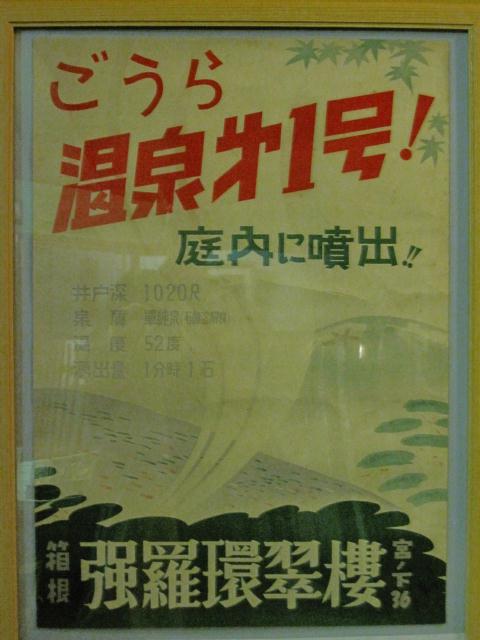 ごうら
温泉第1号!
庭内に噴出!!
井戸深 1020尺
泉質 単純泉
温度 52度
湧出量 1分時1石
箱根 强羅環翠樓 宮ノ下36